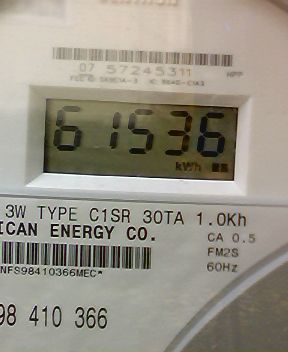 07 57245311 HPP
61536
kWh
3W TYPE C1SR 30TA 1.0Kh
ICAN ENERGY CO.
CA 0.5
FM2S
60Hz
NFS98410366MEC*
98 410 366